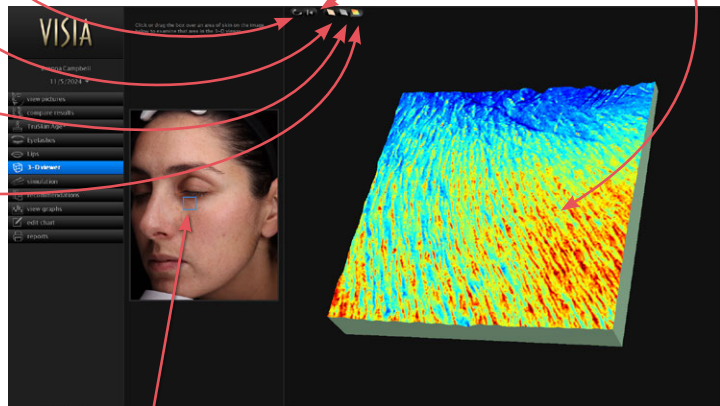 VISIA
Click or drag the box over an area of skin on the image
below to examine that area in the 3-D viewer.
Campbell
11/5/2024
view pictures
compare results
TruSkin Age
Eyelashes
Lips
3-D viewer
simulation
recommendations
view graphs
edit chart
reports